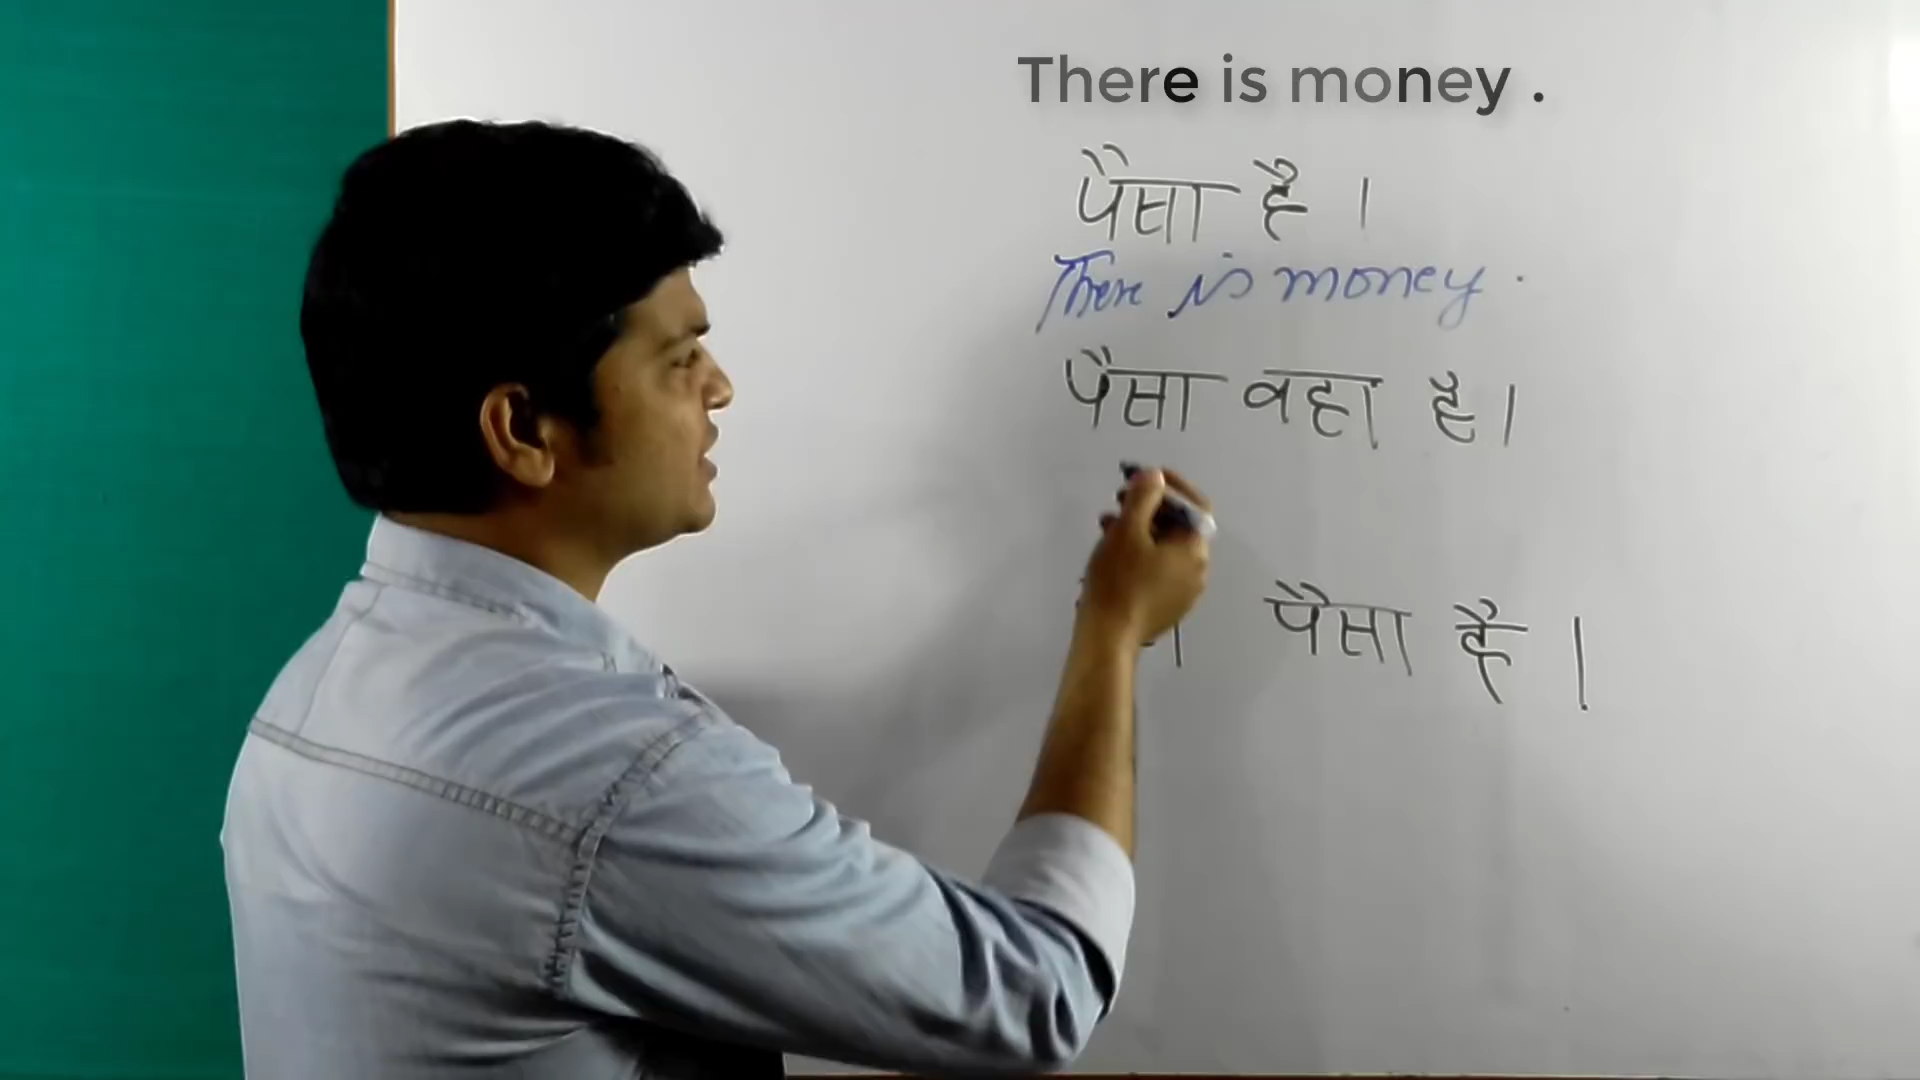 There is money .
पैसा है ।
There is money .
पैसा वहा है ।
पैसा है ।